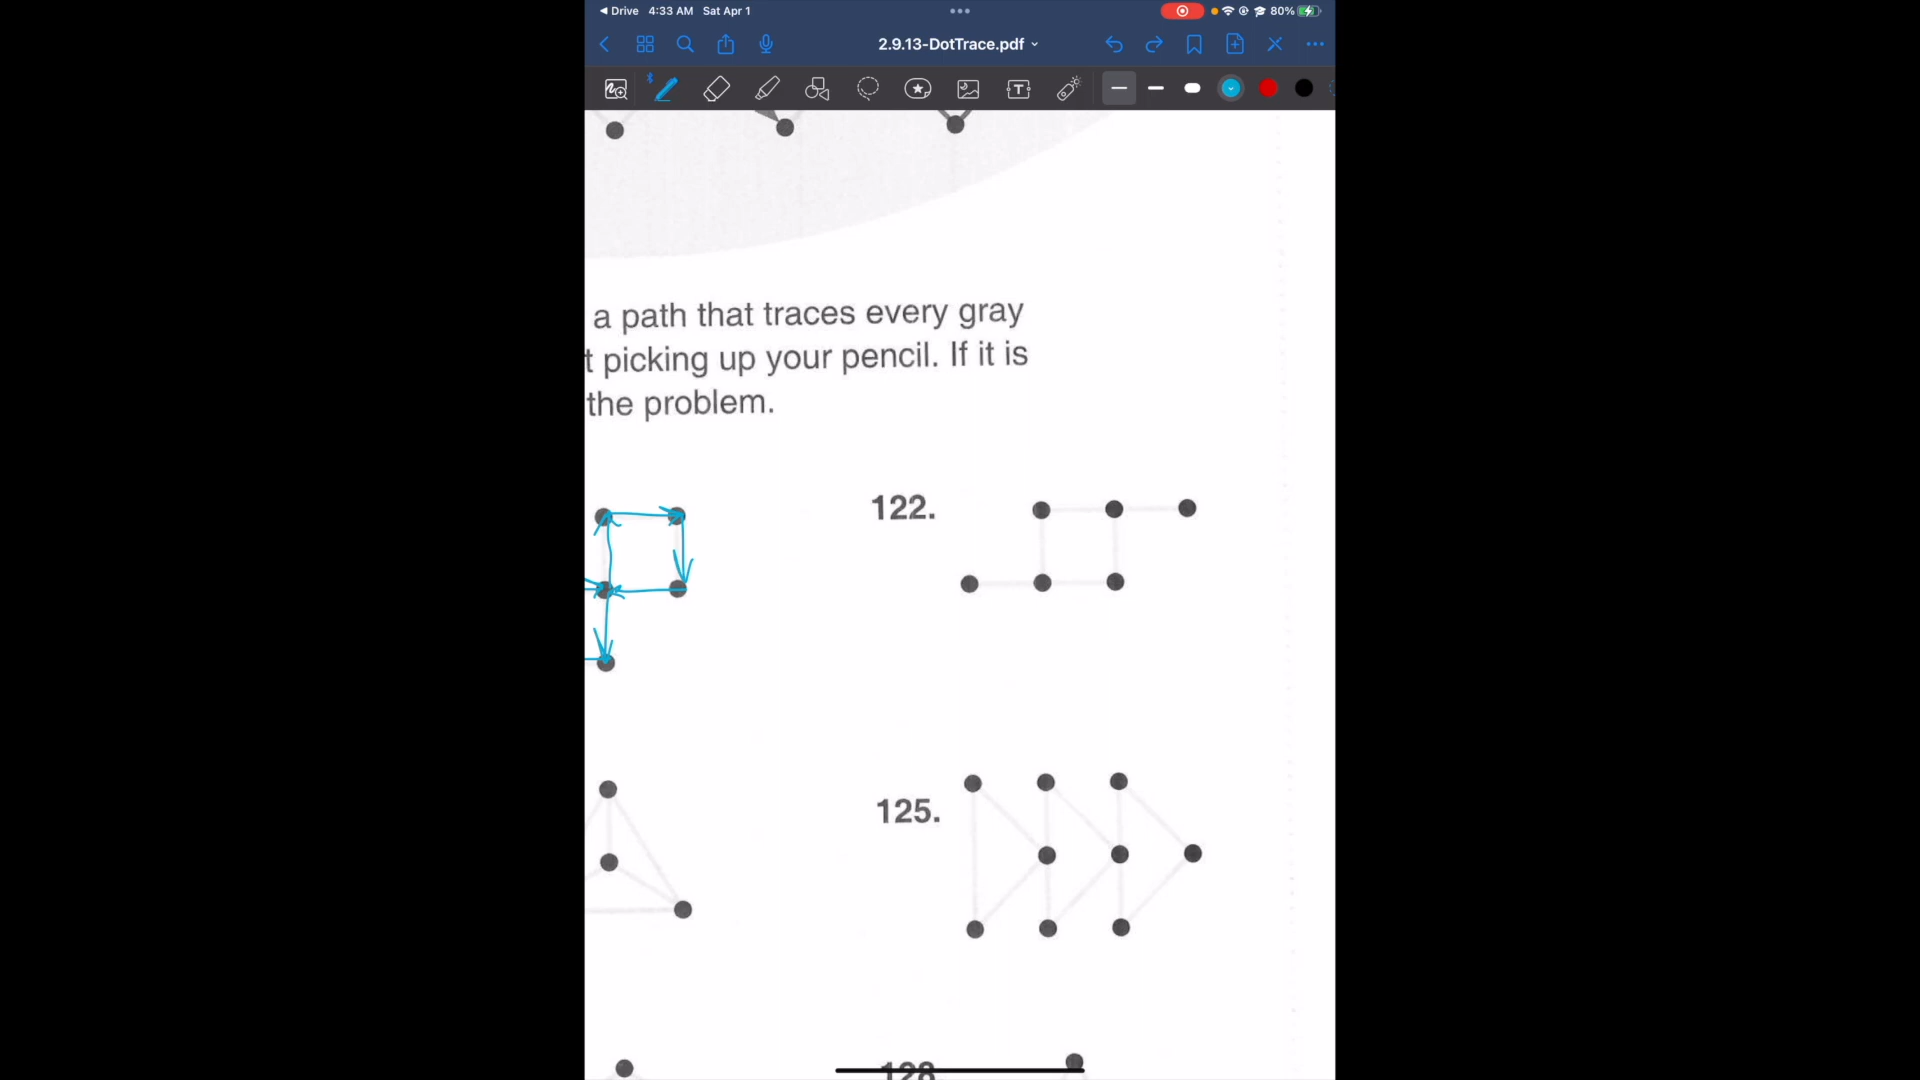 Drive 4:33 AM Sat Apr 1
80%
2.9.13-DotTrace.pdf
T
a path that traces every gray
t picking up your pencil. If it is
the problem.
122.
125.
128